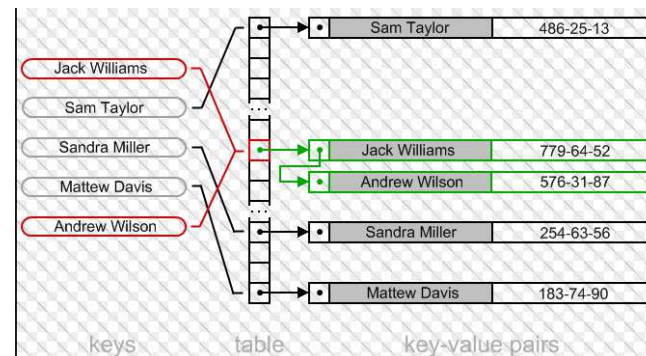 Sam Taylor 486-25-13
Jack Williams
Sam Taylor
...
Sandra Miller Jack Williams 779-64-52
Mattew Davis Andrew Wilson 576-31-87
...
Andrew Wilson Sandra Miller 254-63-56
Mattew Davis 183-74-90
keys table key-value pairs